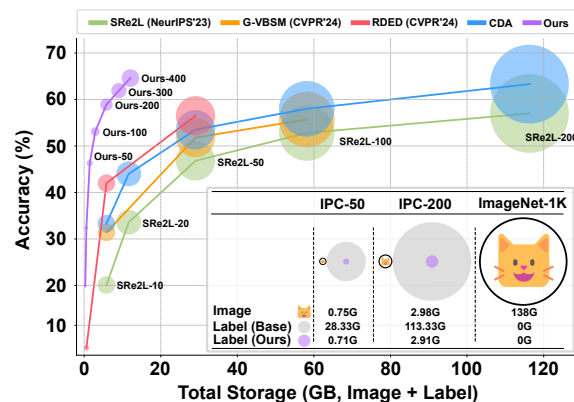 SRe2L (NeurIPS'23) G-VBSM (CVPR'24) RDED (CVPR'24) CDA Ours
Accuracy (%)
80
70
60
50
40
30
20
10
Ours-400
Ours-300
Ours-200
Ours-100
Ours-50
SRe2L-200
SRe2L-100
SRe2L-50
SRe2L-20
SRe2L-10
IPC-50 IPC-200 ImageNet-1K
Image 0.75G 2.98G 138G
Label (Base) 28.33G 113.33G 0G
Label (Ours) 0.71G 2.91G 0G
0 20 40 60 80 100 120
Total Storage (GB, Image + Label)